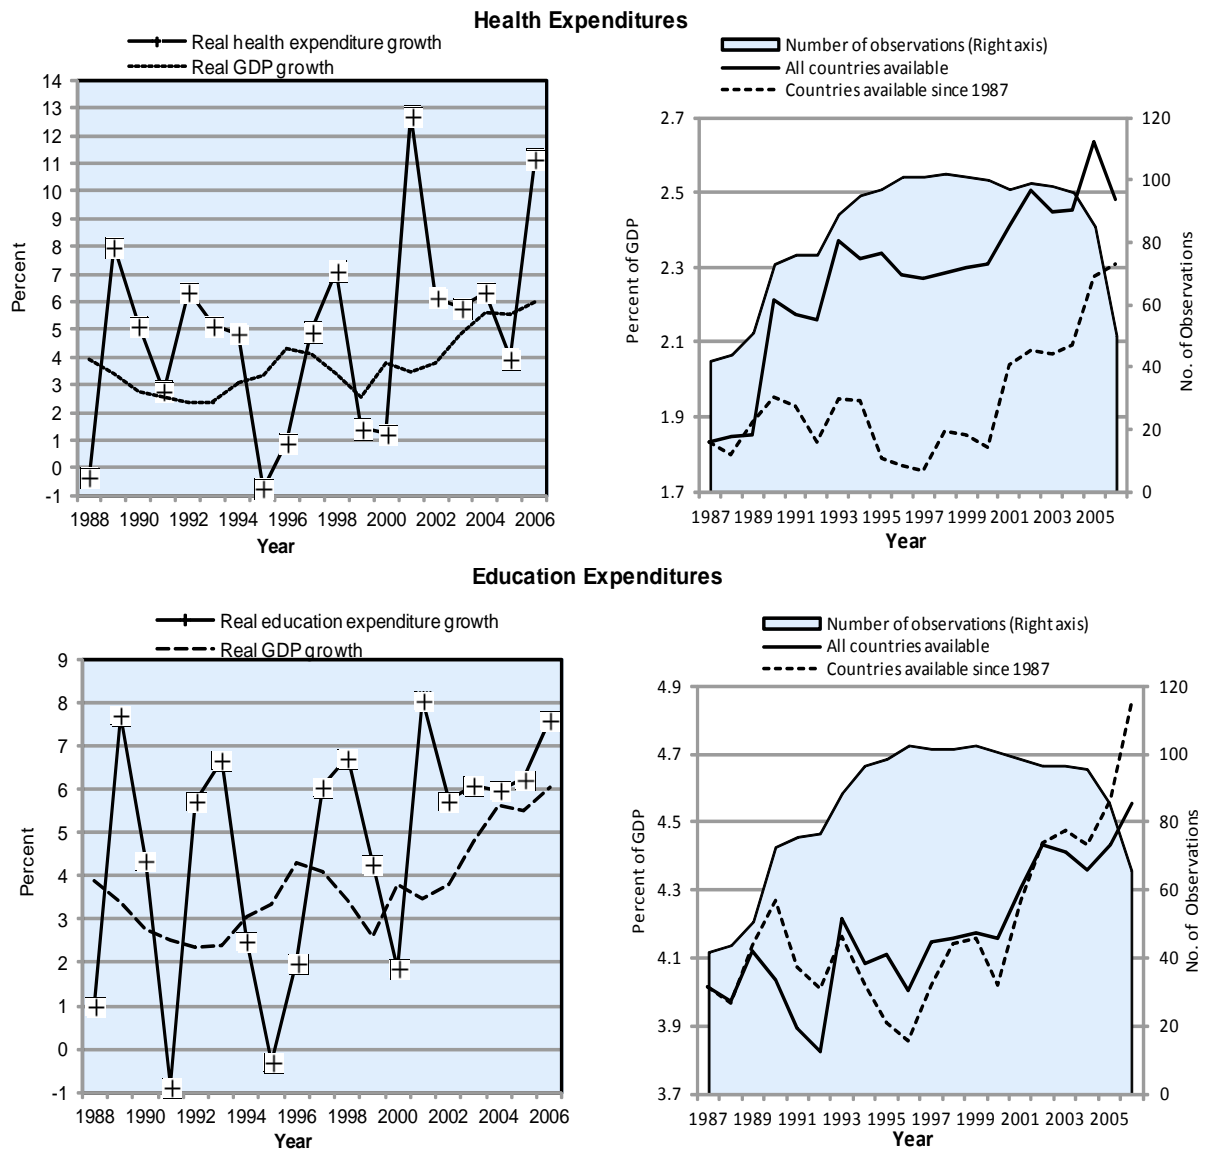 Health Expenditures
Real health expenditure growth
Real GDP growth
14
13
12
11
10
9
8
7
6
5
4
3
2
1
0
-1
Percent
1988 1990 1992 1994 1996 1998 2000 2002 2004 2006
Year
Number of observations (Right axis)
All countries available
Countries available since 1987
2.7
2.5
2.3
2.1
1.9
1.7
Percent of GDP
120
100
80
60
40
20
0
No. of Observations
1987 1989 1991 1993 1995 1997 1999 2001 2003 2005
Year
Education Expenditures
Real education expenditure growth
Real GDP growth
9
8
7
6
5
4
3
2
1
0
-1
Percent
1988 1990 1992 1994 1996 1998 2000 2002 2004 2006
Year
Number of observations (Right axis)
All countries available
Countries available since 1987
4.9
4.7
4.5
4.3
4.1
3.9
3.7
Percent of GDP
120
100
80
60
40
20
0
No. of Observations
1987 1989 1991 1993 1995 1997 1999 2001 2003 2005
Year